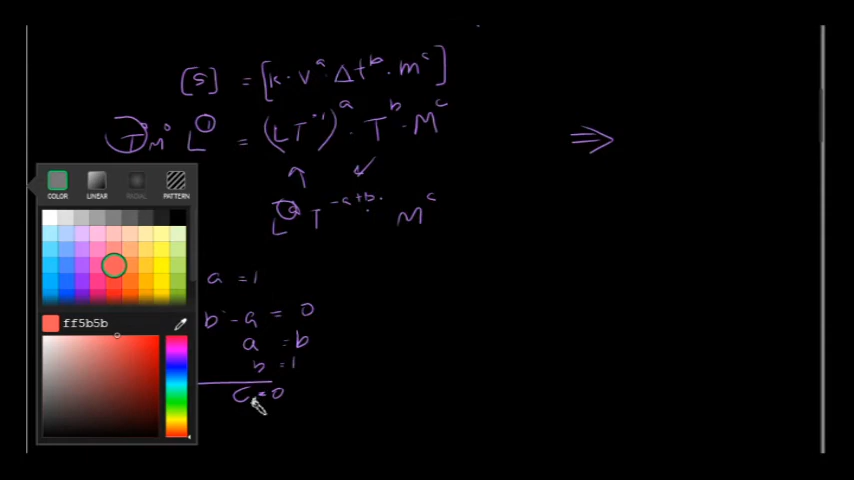 [s] = [k · v^a · Δt^b · m^c]
T^0 M^0 L^1 = (LT^-1)^a · T^b · M^c
⇒
L^a T^-a+b · M^c
COLOR LINEAR RADIAL PATTERN
a = 1
b - a = 0
a = b
b = 1
c = 0
ff5b5b